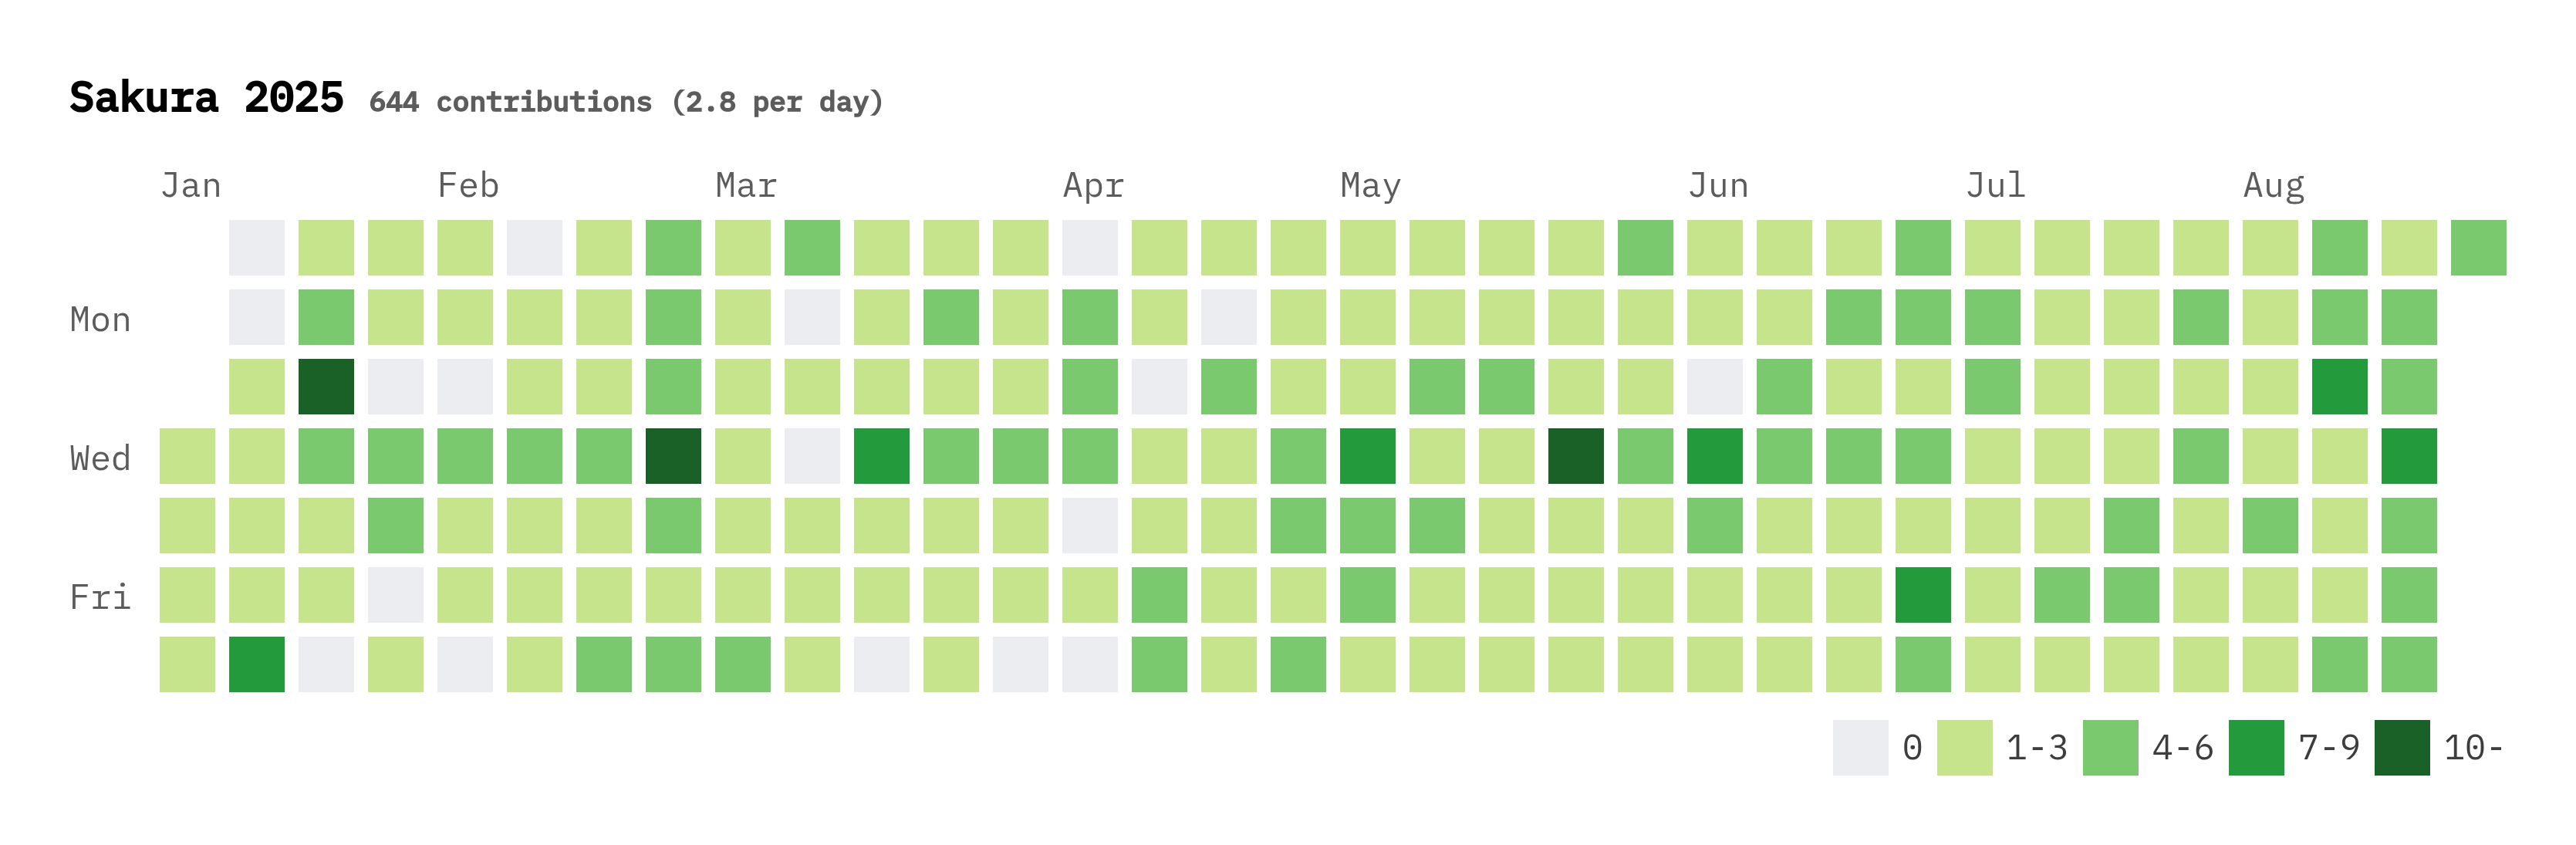 Sakura 2025 644 contributions (2.8 per day)
Jan Feb Mar Apr May Jun Jul Aug
Mon
Wed
Fri
0 1-3 4-6 7-9 10-